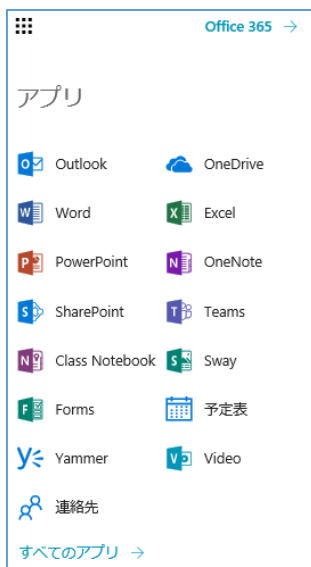 Office 365 →
アプリ
Outlook OneDrive
Word Excel
PowerPoint OneNote
SharePoint Teams
Class Notebook Sway
Forms 予定表
Yammer Video
連絡先
すべてのアプリ →